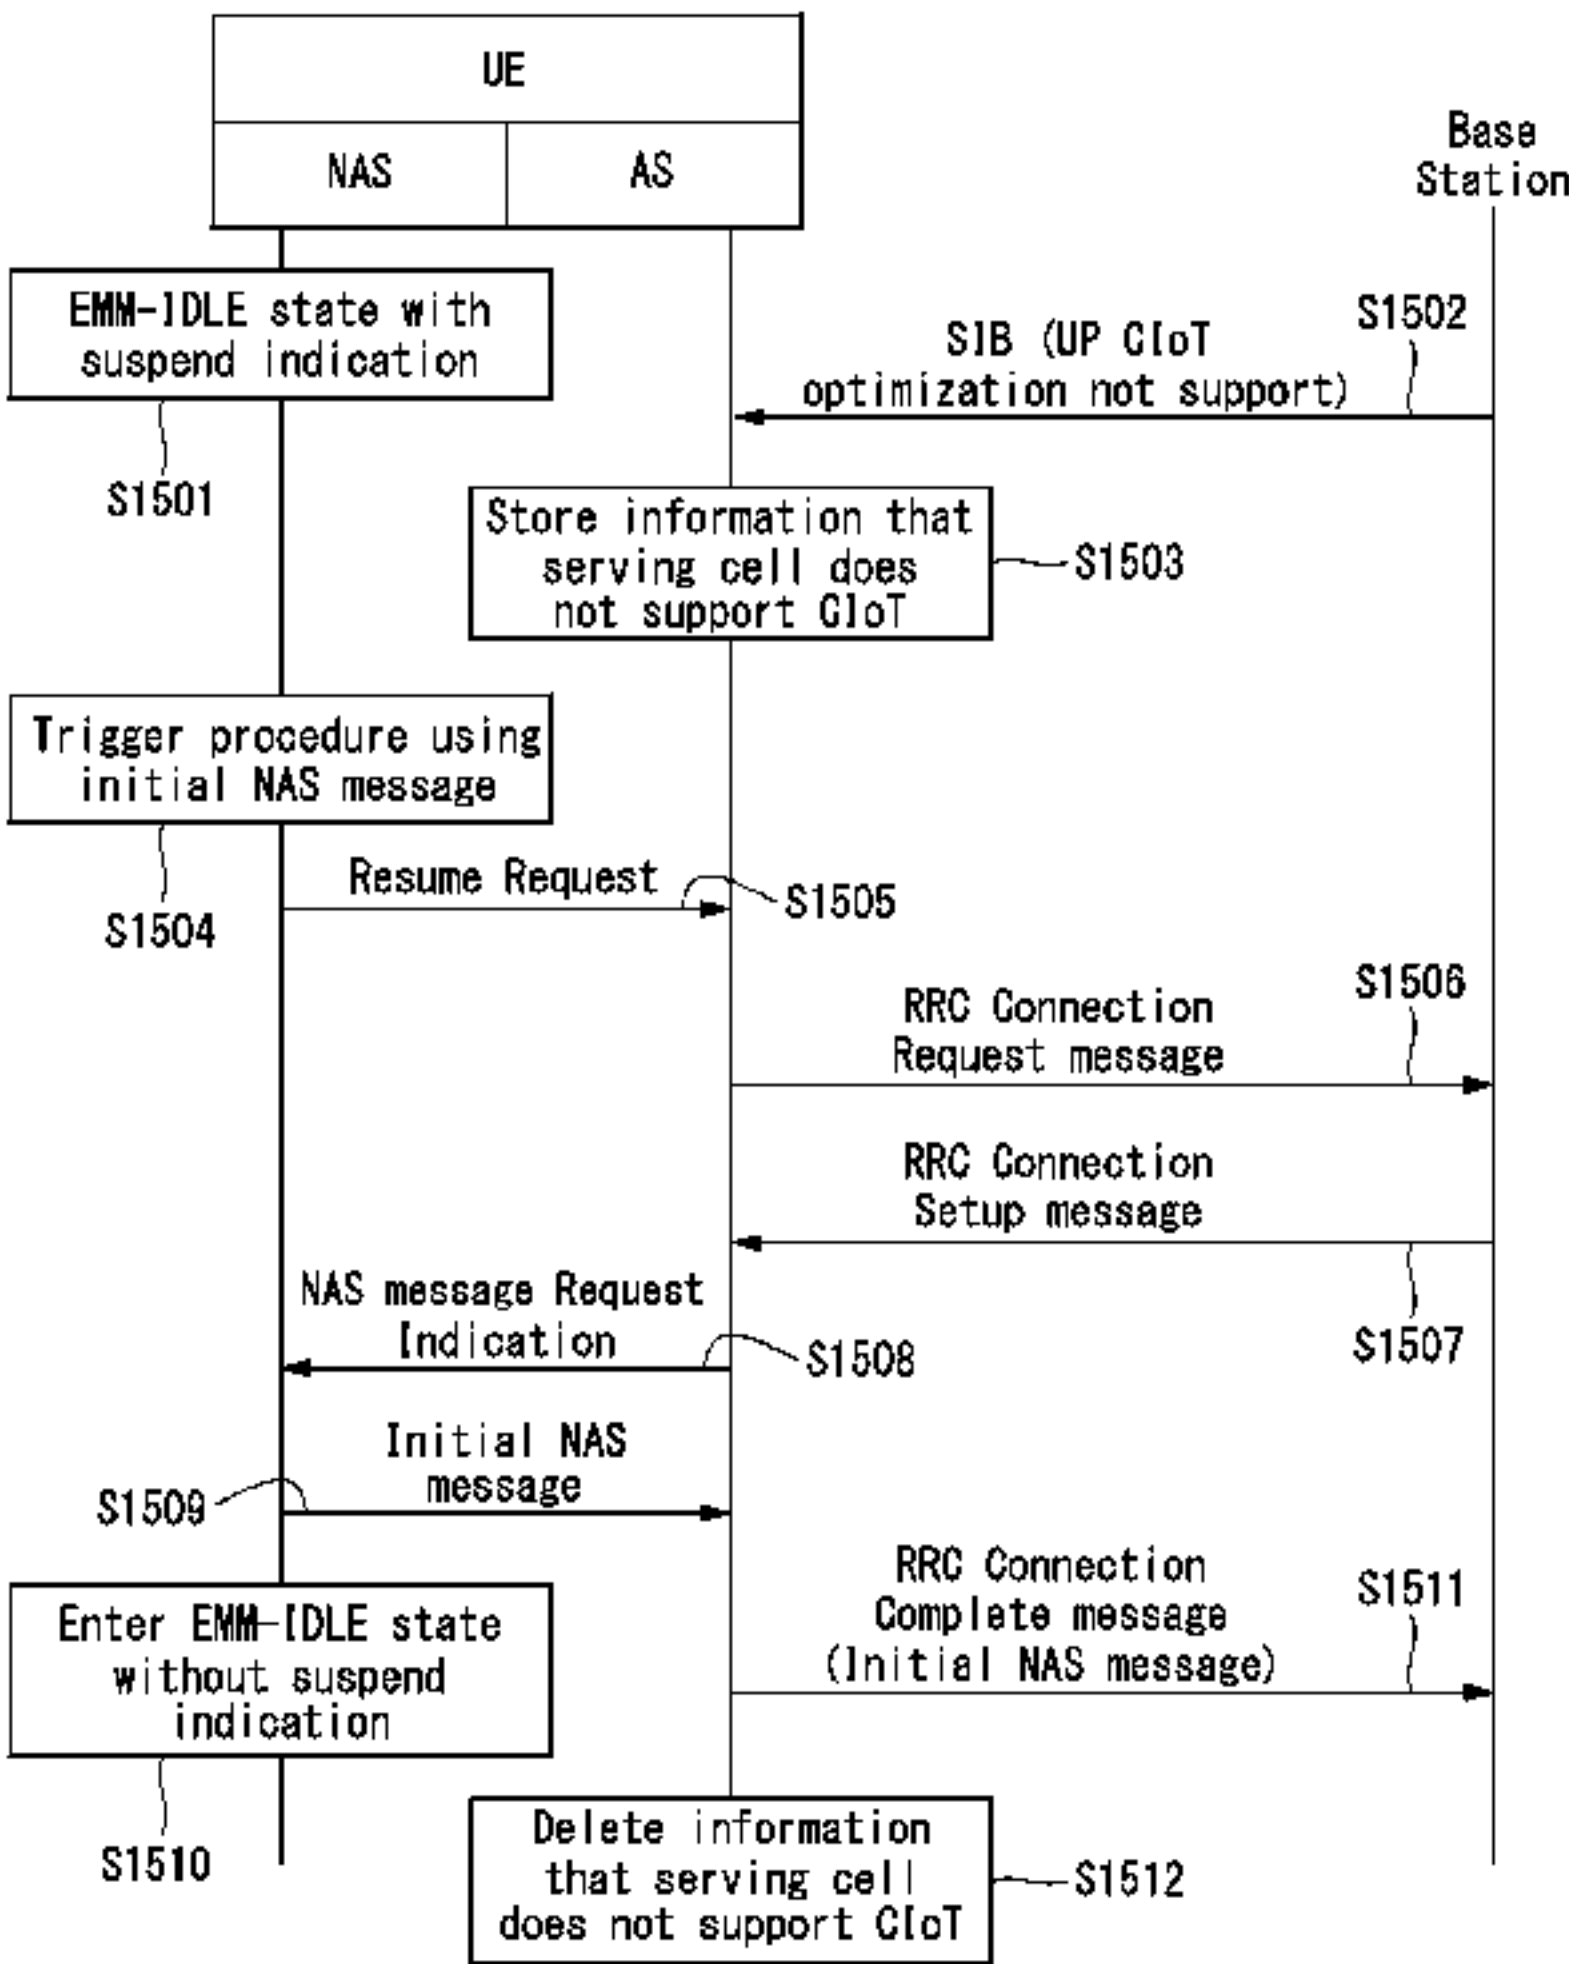 UE
NAS
AS
Base
Station
EMM-IDLE state with
suspend indication
S1501
S1502
SIB (UP CIoT
optimization not support)
Store information that
serving cell does
not support CIoT
S1503
Trigger procedure using
initial NAS message
S1504
Resume Request
S1505
S1506
RRC Connection
Request message
RRC Connection
Setup message
S1507
NAS message Request
Indication
S1508
Initial NAS
message
S1509
RRC Connection
Complete message
(Initial NAS message)
S1511
Enter EMM-IDLE state
without suspend
indication
S1510
Delete information
that serving cell
does not support CIoT
S1512